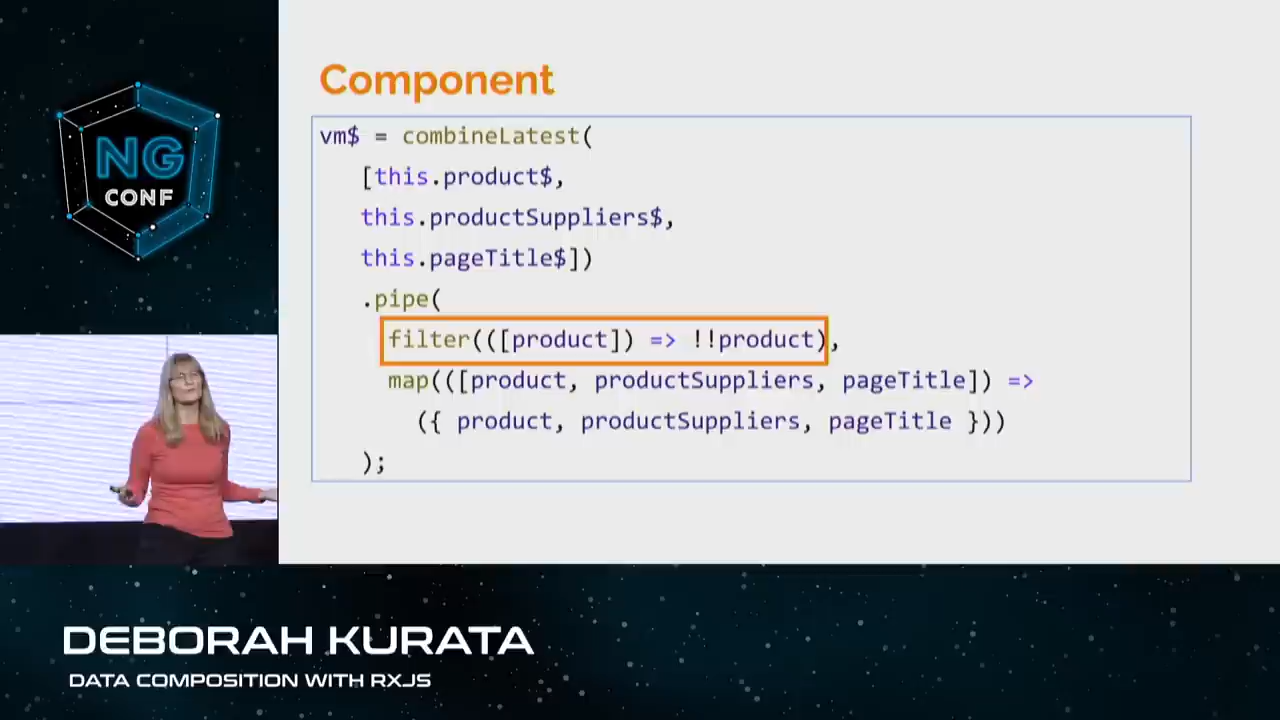 NG
CONF
Component
vm$ = combineLatest(
[this.product$,
this.productSuppliers$,
this.pageTitle$])
.pipe(
filter(([product]) => !!product),
map(([product, productSuppliers, pageTitle]) =>
({ product, productSuppliers, pageTitle }))
);
DEBORAH KURATA
DATA COMPOSITION WITH RXJS